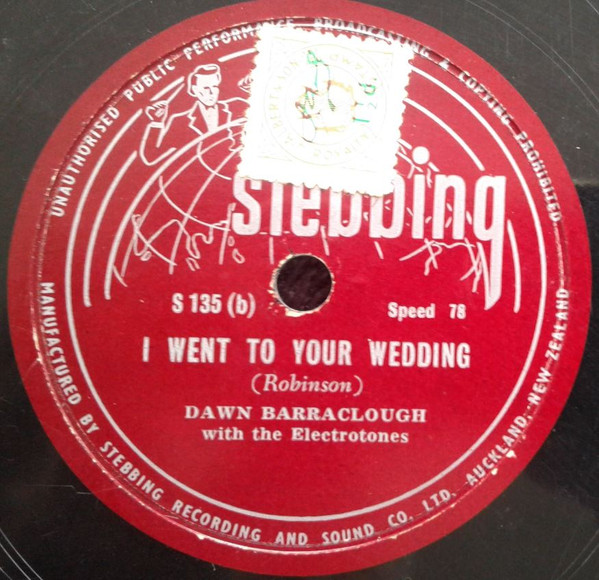 UNAUTHORISED PUBLIC PERFORMANCE, BROADCASTING & COPYING PROHIBITED.
stebbing
S 135 (b)
Speed 78
I WENT TO YOUR WEDDING
(Robinson)
DAWN BARRACLOUGH
with the Electrotones
MANUFACTURED BY STEBBING RECORDING AND SOUND CO. LTD. AUCKLAND, NEW ZEALAND